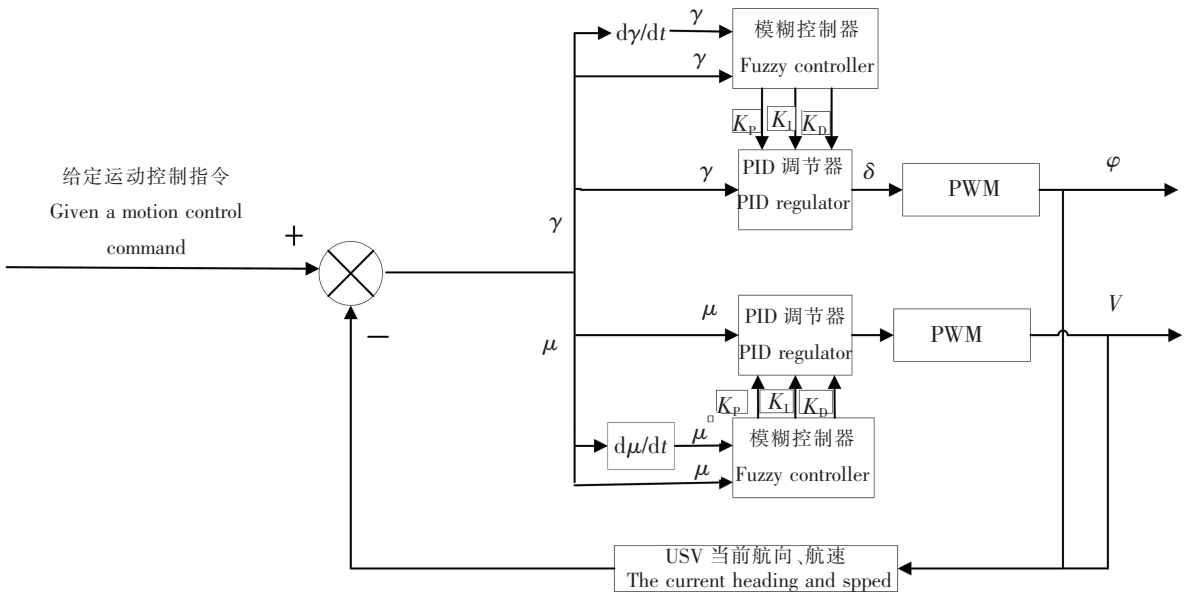 dγ/dt
γ
模糊控制器
Fuzzy controller
γ
K_P
K_I
K_D
给定运动控制指令
Given a motion control
command
+
−
γ
μ
γ
PID 调节器
PID regulator
δ
PWM
φ
μ
PID 调节器
PID regulator
PWM
V
K_P
K_I
K_D
dμ/dt
μ
模糊控制器
Fuzzy controller
μ
USV 当前航向、航速
The current heading and spped